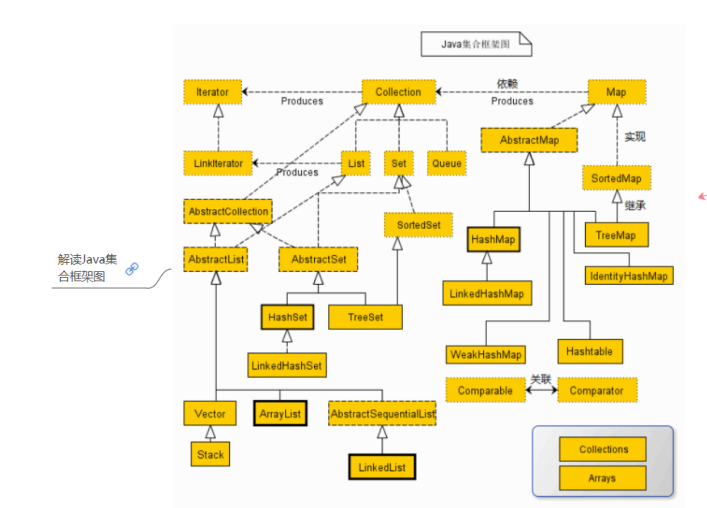 Java集合框架图
依赖
Iterator
Produces
Collection
Produces
Map
AbstractMap
实现
LinkIterator
Produces
List
Set
Queue
SortedMap
继承
AbstractCollection
SortedSet
HashMap
TreeMap
解读Java集
合框架图
AbstractList
AbstractSet
IdentityHashMap
LinkedHashMap
HashSet
TreeSet
WeakHashMap
Hashtable
LinkedHashSet
关联
Comparable
Comparator
Vector
ArrayList
AbstractSequentialList
Stack
LinkedList
Collections
Arrays